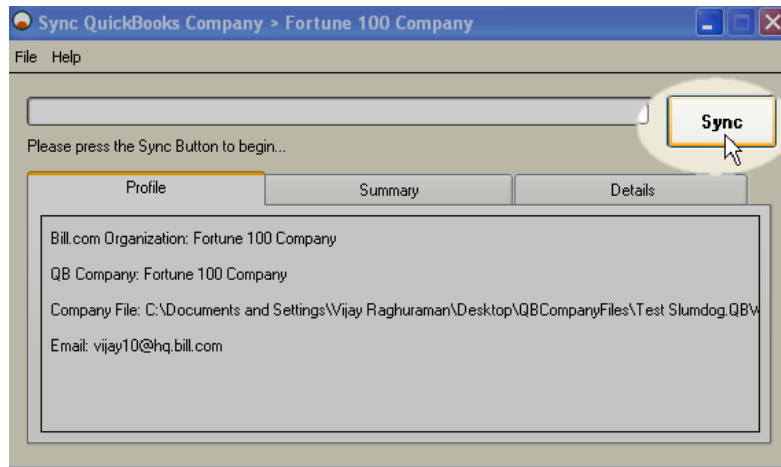 Sync QuickBooks Company > Fortune 100 Company
File Help
Sync
Please press the Sync Button to begin...
Profile Summary Details
Bill.com Organization: Fortune 100 Company
QB Company: Fortune 100 Company
Company File: C:\Documents and Settings\Vijay Raghuraman\Desktop\QBCompanyFiles\Test Slumdog.QBW
Email: vijay10@hq.bill.com